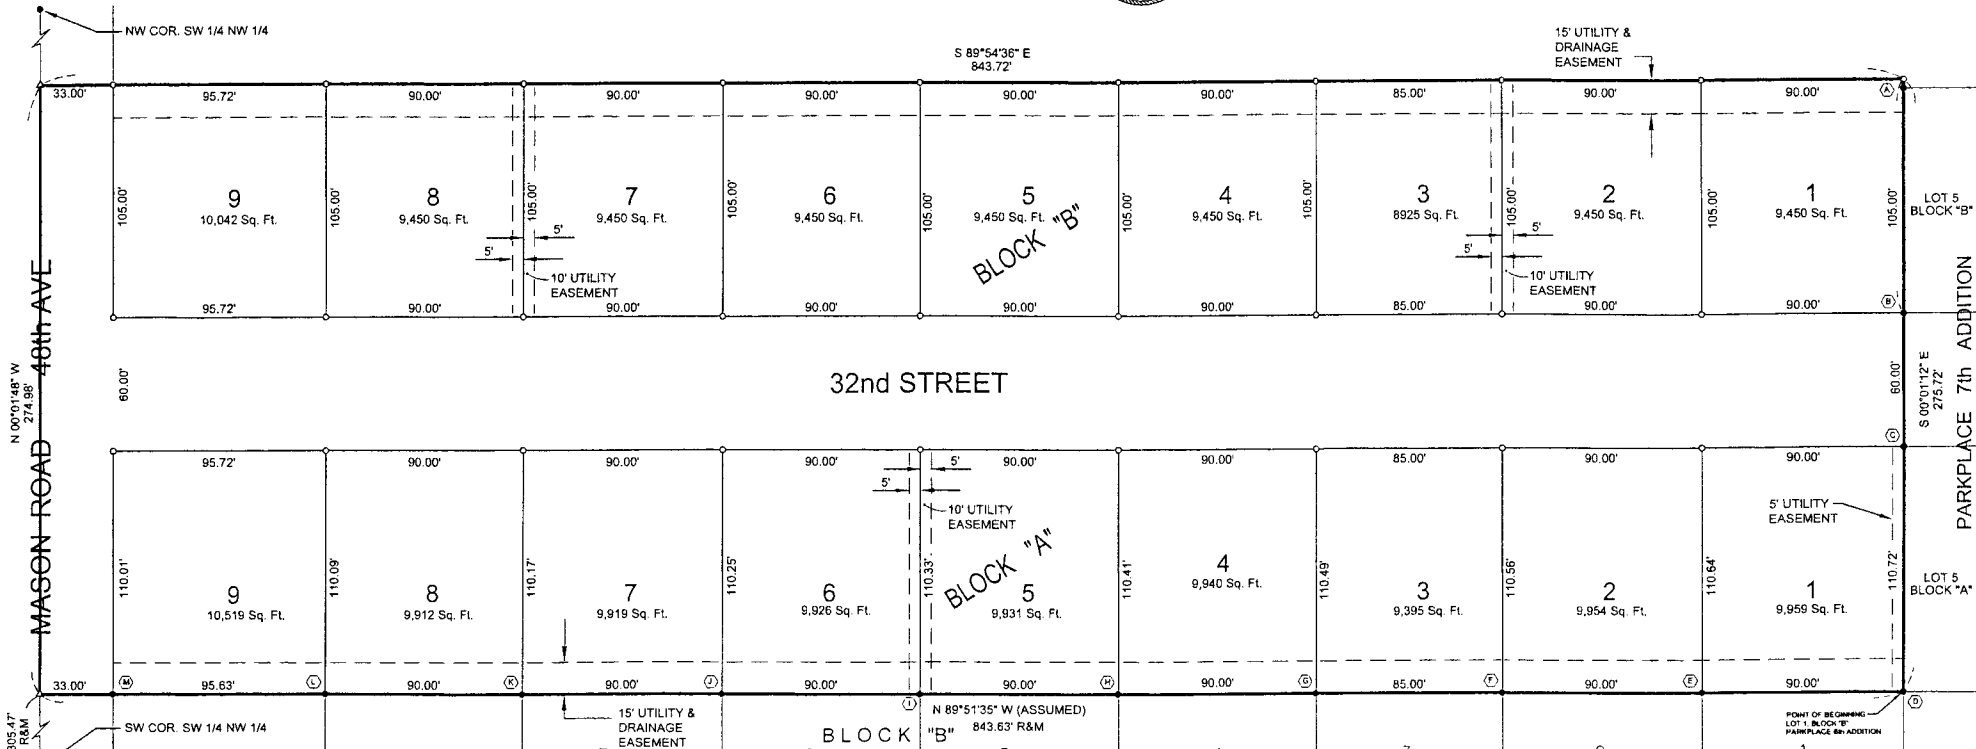 NW COR. SW 1/4 NW 1/4
S 89°54'36" E
843.72'
15' UTILITY &
DRAINAGE
EASEMENT
33.00' 95.72' 90.00' 90.00' 90.00' 90.00' 90.00' 85.00' 90.00' 90.00' A
105.00' 105.00' 105.00' 105.00' 105.00' 105.00' 105.00' 105.00' 105.00' 105.00'
9 8 7 6 5 4 3 2 1
10,042 Sq. Ft. 9,450 Sq. Ft. 9,450 Sq. Ft. 9,450 Sq. Ft. 9,450 Sq. Ft. 9,450 Sq. Ft. 8925 Sq. Ft. 9,450 Sq. Ft. 9,450 Sq. Ft.
LOT 5
BLOCK "B"
BLOCK "B"
5' 5'
5' 5'
10' UTILITY
EASEMENT
10' UTILITY
EASEMENT
95.72' 90.00' 90.00' 90.00' 90.00' 90.00' 85.00' 90.00' 90.00' B
N 00°01'48" W
274.98'
MASON ROAD 48th AVE
60.00'
32nd STREET
60.00'
S 00°01'12" E
275.72'
PARKPLACE 7th ADDITION
C
95.72' 90.00' 90.00' 90.00' 90.00' 90.00' 85.00' 90.00' 90.00'
5'
5'
10' UTILITY
EASEMENT
5' UTILITY
EASEMENT
BLOCK "A"
110.01' 110.09' 110.17' 110.25' 110.33' 110.41' 110.49' 110.56' 110.64' 110.72'
9 8 7 6 5 4 3 2 1
10,519 Sq. Ft. 9,912 Sq. Ft. 9,919 Sq. Ft. 9,926 Sq. Ft. 9,931 Sq. Ft. 9,940 Sq. Ft. 9,395 Sq. Ft. 9,954 Sq. Ft. 9,959 Sq. Ft.
LOT 5
BLOCK "A"
33.00' M 95.63' L 90.00' K 90.00' J 90.00' I 90.00' H 90.00' G 85.00' F 90.00' E 90.00' D
305.47'
R&M
SW COR. SW 1/4 NW 1/4
15' UTILITY &
DRAINAGE
EASEMENT
N 89°51'35" W (ASSUMED)
843.63' R&M
BLOCK "B"
POINT OF BEGINNING
LOT 1, BLOCK "B"
PARKPLACE 6th ADDITION